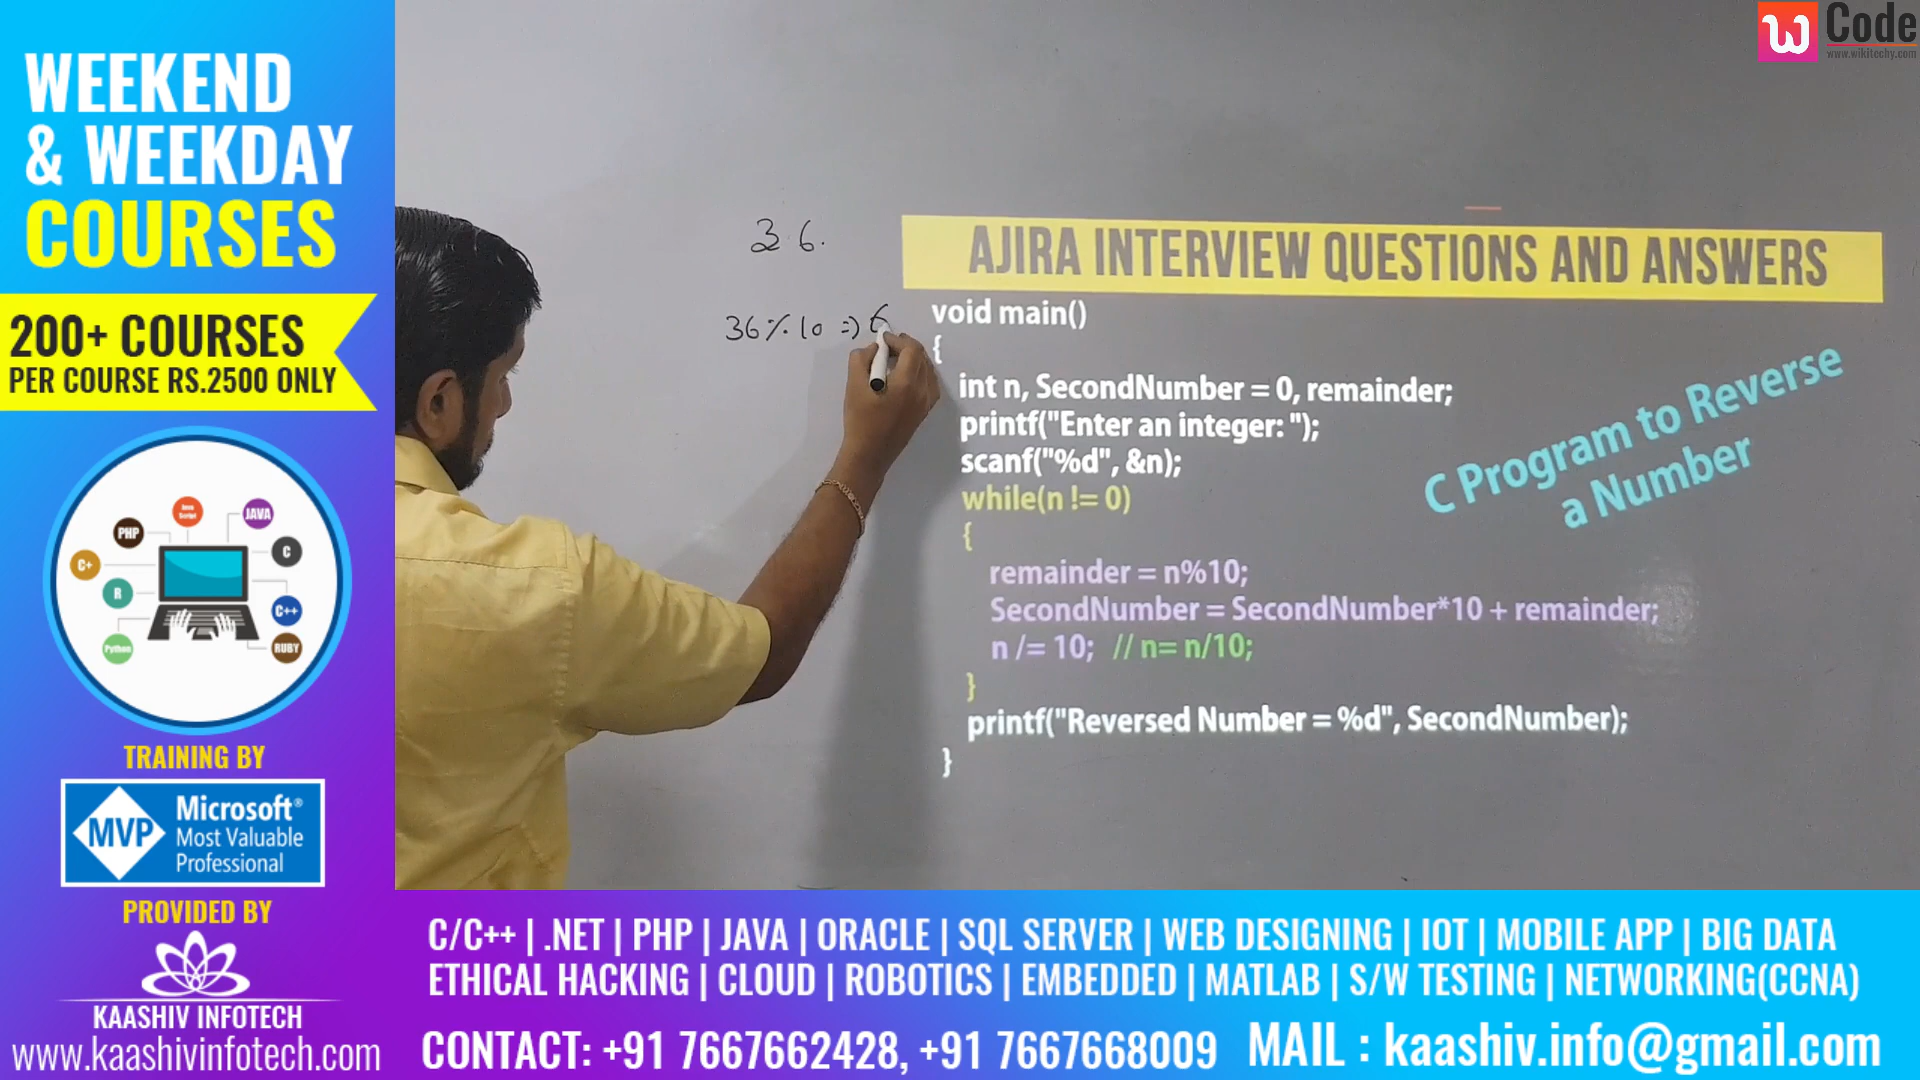 WEEKEND
& WEEKDAY
COURSES
200+ COURSES
PER COURSE RS.2500 ONLY
Java
Script
PHP
JAVA
C+
C
R
C++
Python
RUBY
TRAINING BY
MVP
Microsoft®
Most Valuable
Professional
PROVIDED BY
KAASHIV INFOTECH
www.kaashivinfotech.com
W Code
www.wikitechy.com
36.
36 % 10 => 6
AJIRA INTERVIEW QUESTIONS AND ANSWERS
void main()
{
int n, SecondNumber = 0, remainder;
printf("Enter an integer: ");
scanf("%d", &n);
while(n != 0)
{
remainder = n%10;
SecondNumber = SecondNumber*10 + remainder;
n /= 10; // n= n/10;
}
printf("Reversed Number = %d", SecondNumber);
}
C Program to Reverse
a Number
C/C++ | .NET | PHP | JAVA | ORACLE | SQL SERVER | WEB DESIGNING | IOT | MOBILE APP | BIG DATA
ETHICAL HACKING | CLOUD | ROBOTICS | EMBEDDED | MATLAB | S/W TESTING | NETWORKING(CCNA)
CONTACT: +91 7667662428, +91 7667668009 MAIL : kaashiv.info@gmail.com